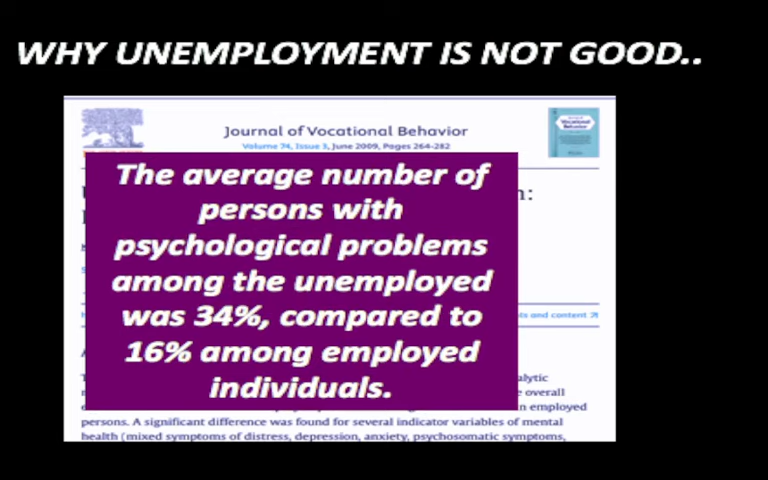 WHY UNEMPLOYMENT IS NOT GOOD..
Journal of Vocational Behavior
Volume 74, Issue 3, June 2009, Pages 264-282
The average number of
persons with
psychological problems
among the unemployed
was 34%, compared to
16% among employed
individuals.
ts and content
alytic
e overall
n employed
persons. A significant difference was found for several indicator variables of mental
health (mixed symptoms of distress, depression, anxiety, psychosomatic symptoms,